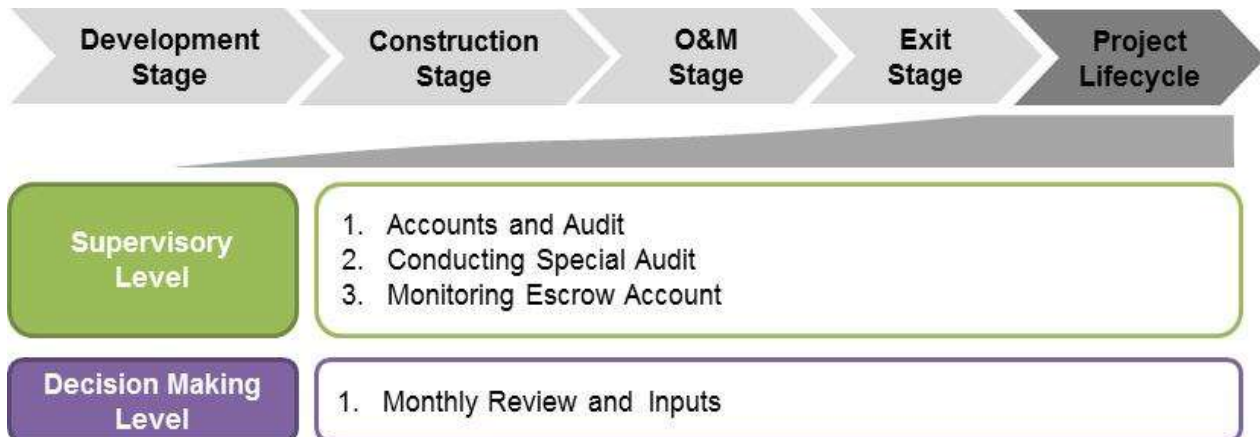 Development
Stage
Construction
Stage
O&M
Stage
Exit
Stage
Project
Lifecycle
Supervisory
Level
1. Accounts and Audit
2. Conducting Special Audit
3. Monitoring Escrow Account
Decision Making
Level
1. Monthly Review and Inputs